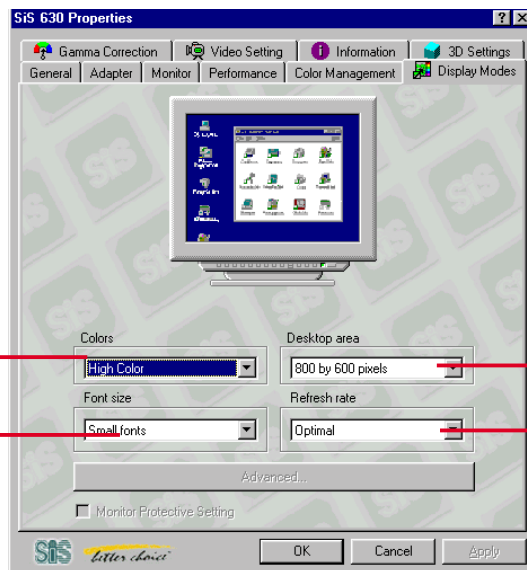 SiS 630 Properties
Gamma Correction Video Setting Information 3D Settings
General Adapter Monitor Performance Color Management Display Modes
Colors Desktop area
High Color 800 by 600 pixels
Font size Refresh rate
Small fonts Optimal
Advanced...
Monitor Protective Setting
SiS better choice OK Cancel Apply